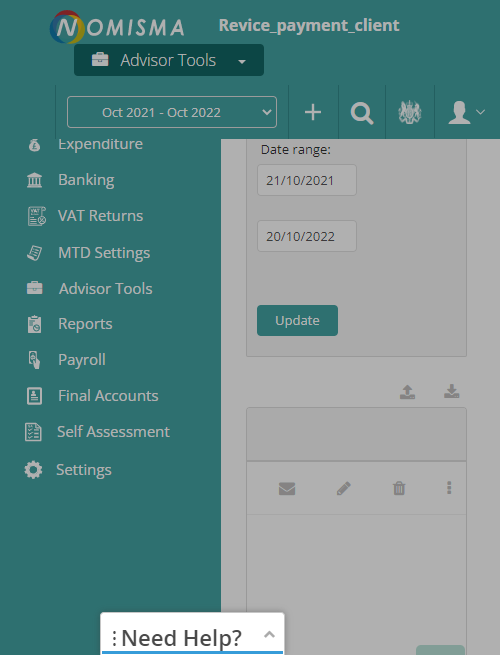 NOMISMA
Revice_payment_client
Advisor Tools
Oct 2021 - Oct 2022
Expenditure
Banking
VAT Returns
MTD Settings
Advisor Tools
Reports
Payroll
Final Accounts
Self Assessment
Settings
Date range:
21/10/2021
20/10/2022
Update
Need Help?